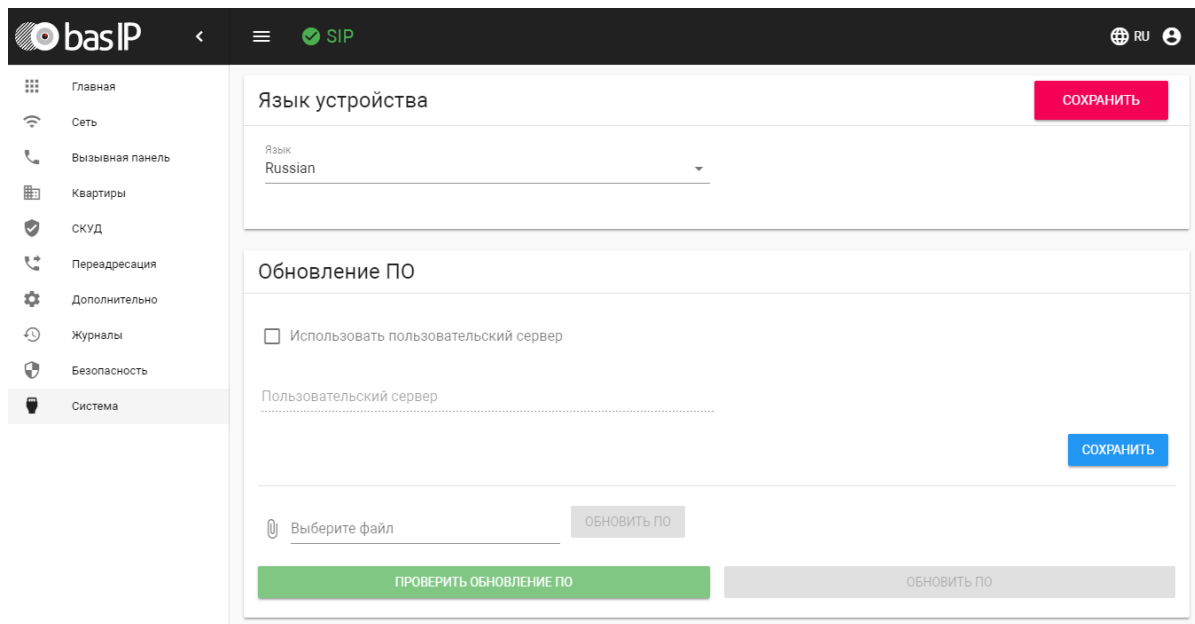 bas IP
SIP
RU
Главная
Сеть
Вызывная панель
Квартиры
СКУД
Переадресация
Дополнительно
Журналы
Безопасность
Система
Язык устройства
СОХРАНИТЬ
Язык
Russian
Обновление ПО
Использовать пользовательский сервер
Пользовательский сервер
СОХРАНИТЬ
Выберите файл
ОБНОВИТЬ ПО
ПРОВЕРИТЬ ОБНОВЛЕНИЕ ПО
ОБНОВИТЬ ПО